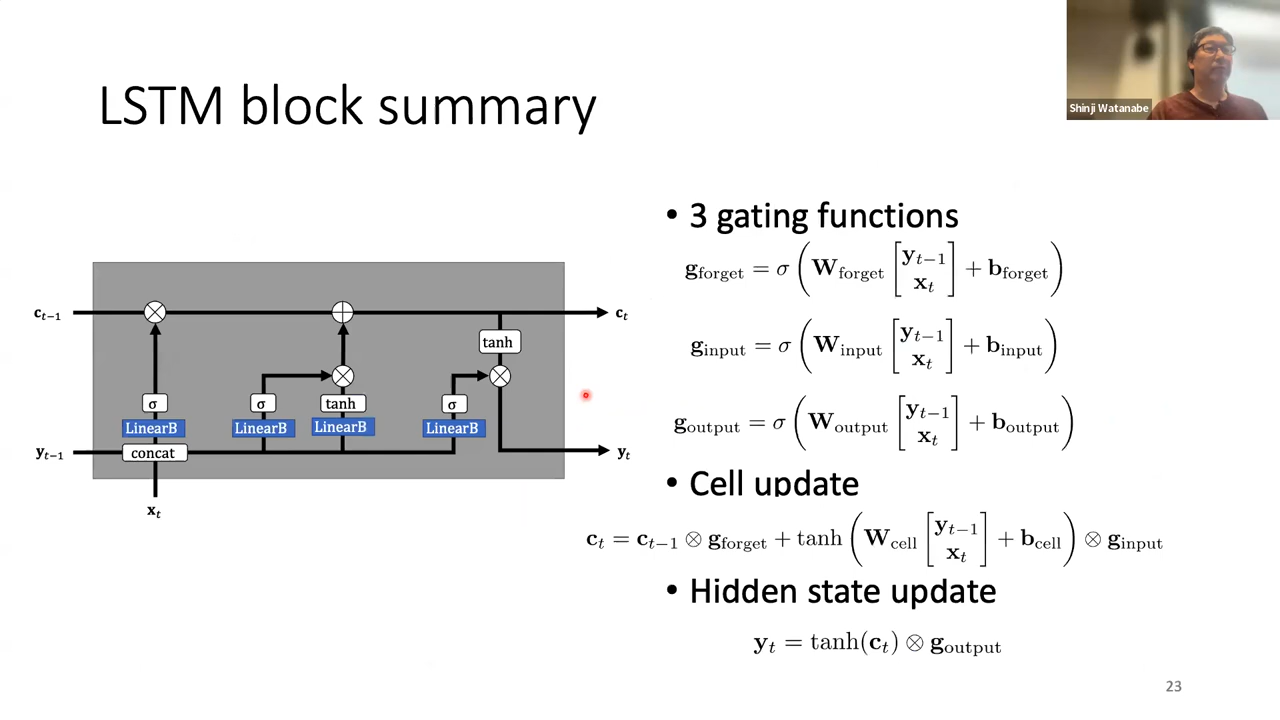 Shinji Watanabe
LSTM block summary
c_{t−1}
c_t
tanh
σ
σ
tanh
σ
LinearB
LinearB
LinearB
LinearB
y_{t−1}
concat
y_t
x_t
• 3 gating functions
g_forget = σ ( W_forget [ y_{t−1} x_t ] + b_forget )
g_input = σ ( W_input [ y_{t−1} x_t ] + b_input )
g_output = σ ( W_output [ y_{t−1} x_t ] + b_output )
• Cell update
c_t = c_{t−1} ⊗ g_forget + tanh ( W_cell [ y_{t−1} x_t ] + b_cell ) ⊗ g_input
• Hidden state update
y_t = tanh(c_t) ⊗ g_output
23